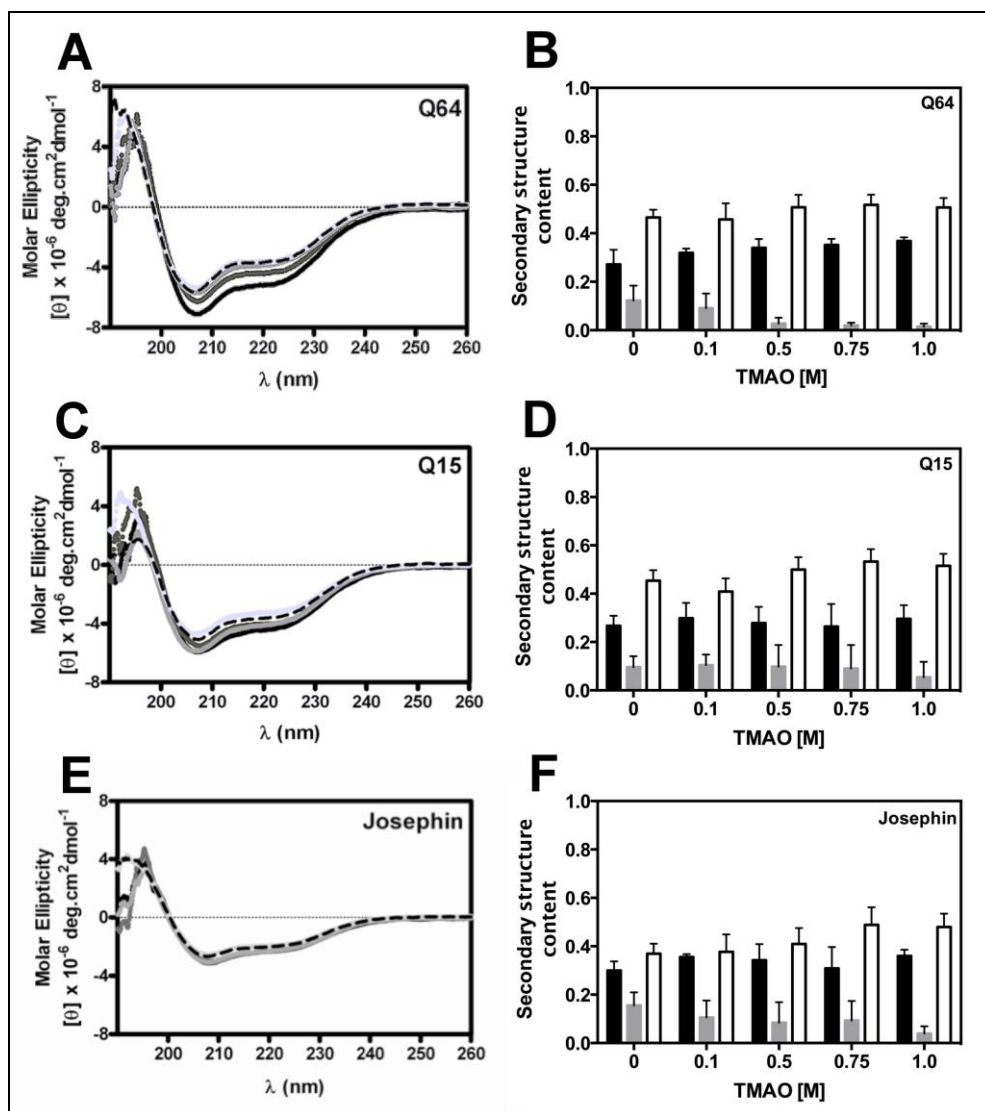 A
8
4
0
-4
-8
Molar Ellipticity
[θ] x 10⁻⁶ deg.cm²dmol⁻¹
Q64
200 210 220 230 240 250 260
λ (nm)
B
1.0
0.8
0.6
0.4
0.2
0.0
Secondary structure
content
Q64
0 0.1 0.5 0.75 1.0
TMAO [M]
C
8
4
0
-4
-8
Molar Ellipticity
[θ] x 10⁻⁶ deg.cm²dmol⁻¹
Q15
200 210 220 230 240 250 260
λ (nm)
D
1.0
0.8
0.6
0.4
0.2
0.0
Secondary structure
content
Q15
0 0.1 0.5 0.75 1.0
TMAO [M]
E
8
4
0
-4
-8
Molar Ellipticity
[θ] x 10⁻⁶ deg.cm²dmol⁻¹
Josephin
200 210 220 230 240 250 260
λ (nm)
F
1.0
0.8
0.6
0.4
0.2
0.0
Secondary structure
content
Josephin
0 0.1 0.5 0.75 1.0
TMAO [M]